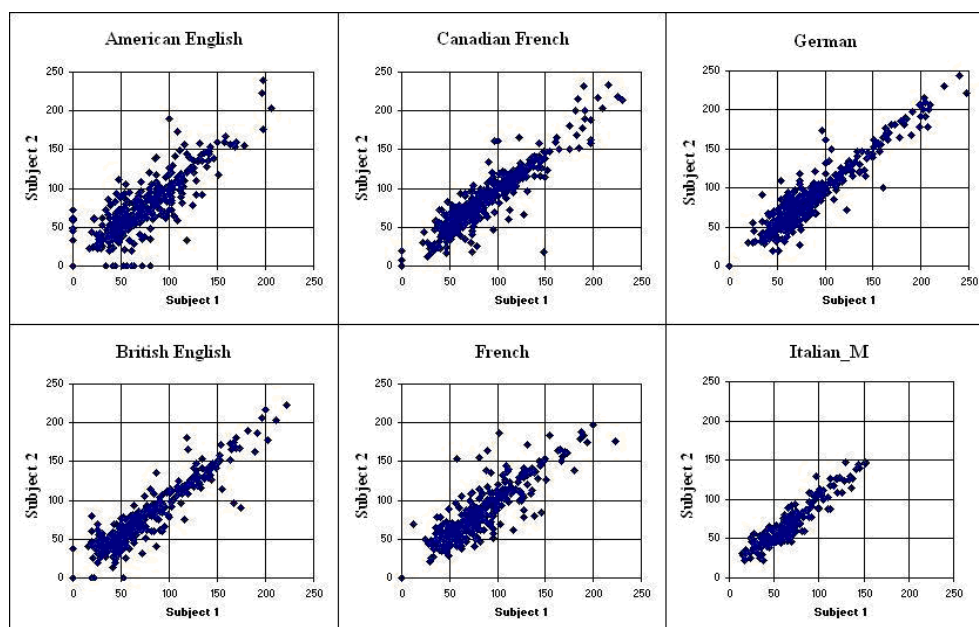 American English
250
200
150
100
50
0
Subject 2
0 50 100 150 200 250
Subject 1
Canadian French
250
200
150
100
50
0
Subject 2
0 50 100 150 200 250
Subject 1
German
250
200
150
100
50
0
Subject 2
0 50 100 150 200 250
Subject 1
British English
250
200
150
100
50
0
Subject 2
0 50 100 150 200 250
Subject 1
French
250
200
150
100
50
0
Subject 2
0 50 100 150 200 250
Subject 1
Italian_M
250
200
150
100
50
0
Subject 2
0 50 100 150 200 250
Subject 1